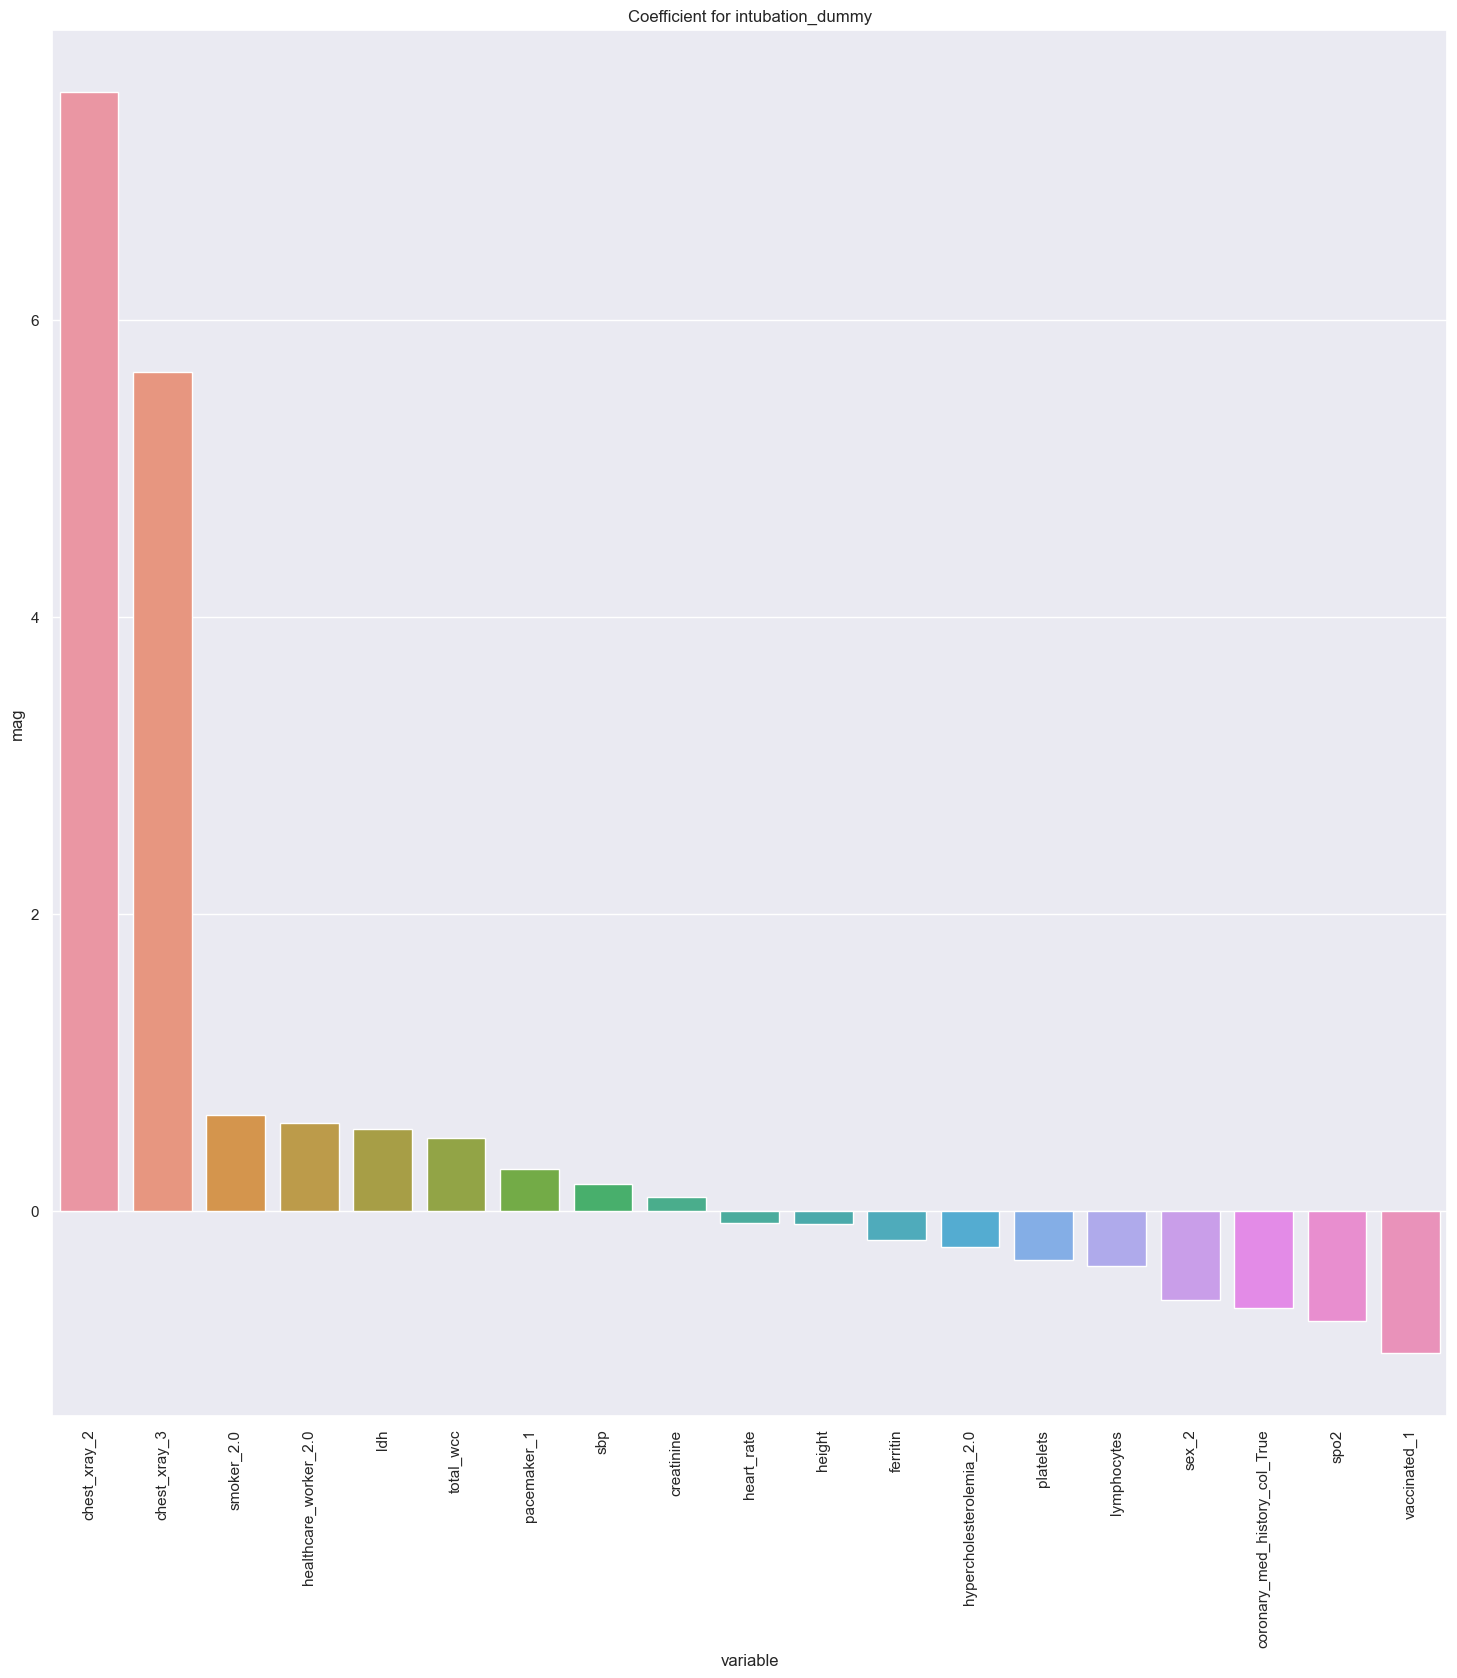 Coefficient for intubation_dummy
6
4
2
0
mag
chest_xray_2
chest_xray_3
smoker_2.0
healthcare_worker_2.0
ldh
total_wcc
pacemaker_1
sbp
creatinine
heart_rate
height
ferritin
hypercholesterolemia_2.0
platelets
lymphocytes
sex_2
coronary_med_history_col_True
spo2
vaccinated_1
variable